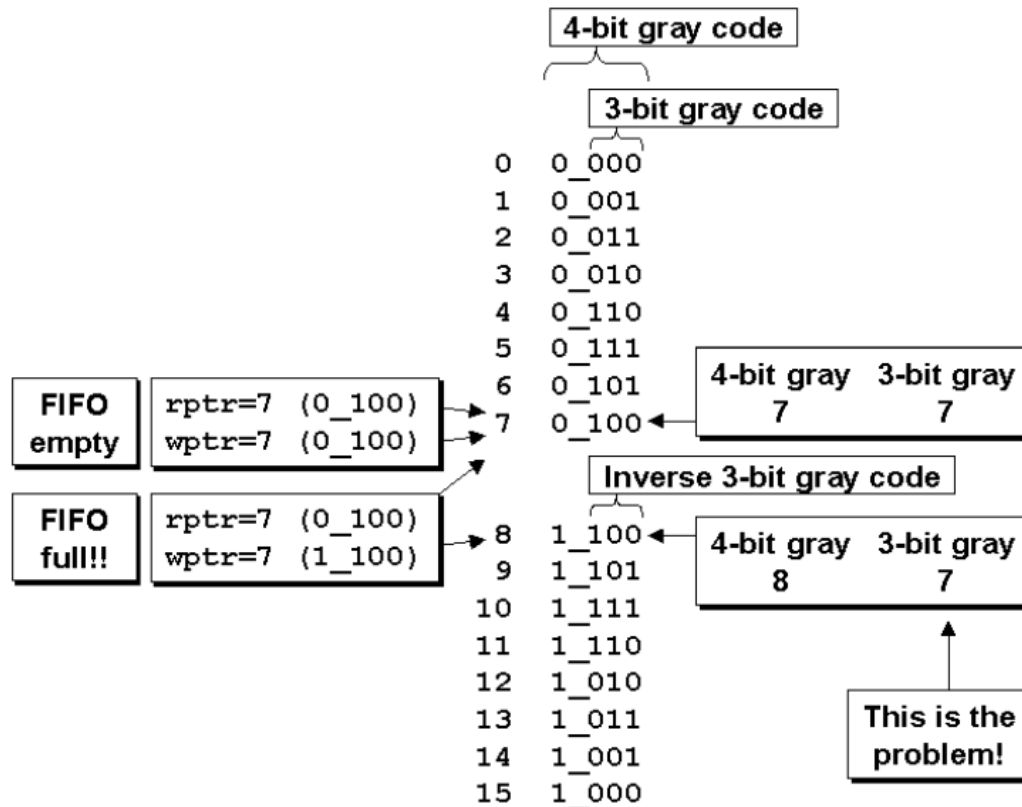 4-bit gray code
3-bit gray code
0 0_000
1 0_001
2 0_011
3 0_010
4 0_110
5 0_111
6 0_101
7 0_100
FIFO
empty
rptr=7 (0_100)
wptr=7 (0_100)
4-bit gray 3-bit gray
7 7
Inverse 3-bit gray code
FIFO
full!!
rptr=7 (0_100)
wptr=7 (1_100)
8 1_100
9 1_101
10 1_111
11 1_110
12 1_010
13 1_011
14 1_001
15 1_000
4-bit gray 3-bit gray
8 7
This is the
problem!